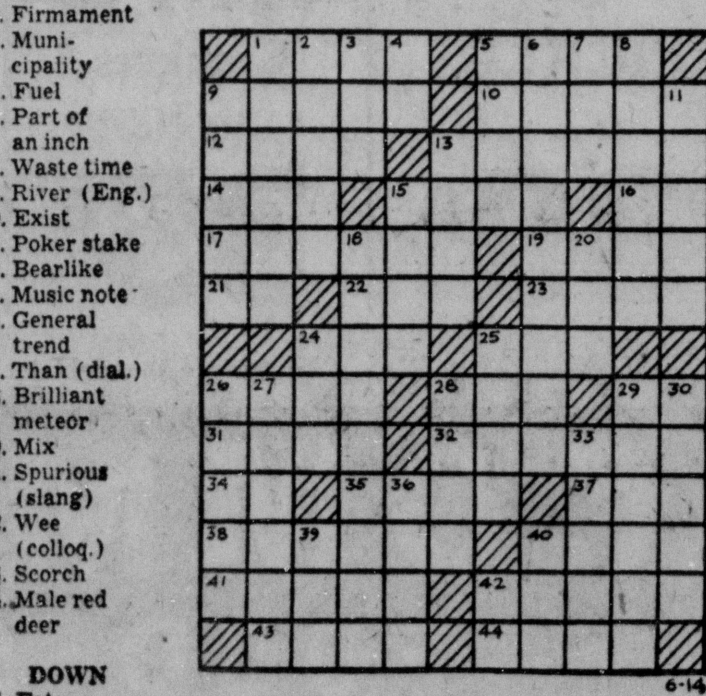 . Firmament
. Muni-
cipality
. Fuel
. Part of
an inch
. Waste time
. River (Eng.)
. Exist
. Poker stake
. Bearlike
. Music note
. General
trend
. Than (dial.)
. Brilliant
meteor
. Mix
. Spurious
(slang)
. Wee
(colloq.)
. Scorch
. Male red
deer
DOWN
1 2 3 4 5 6 7 8
9 10 11
12 13
14 15 16
17 18 19 20
21 22 23
24 25
26 27 28 29 30
31 32 33
34 35 36 37
38 39 40
41 42
43 44
6-14